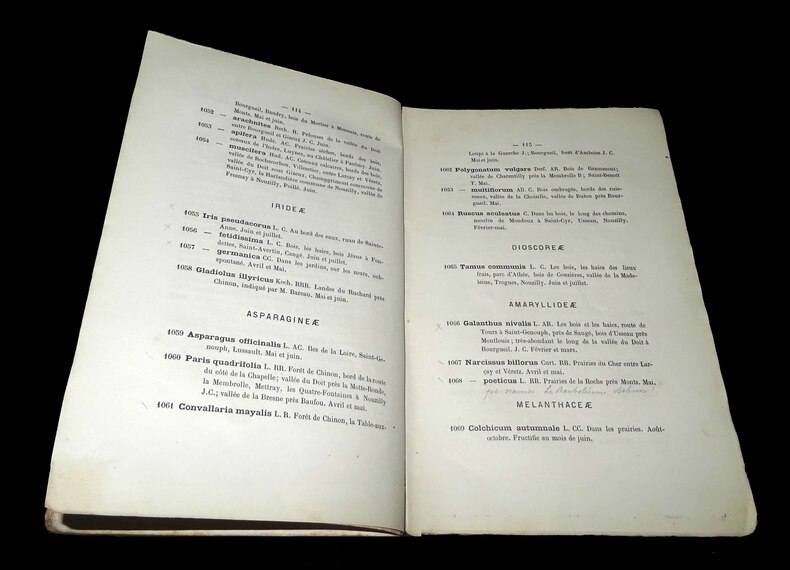 — 114 —
Bourgueil, Baudry, bois du Mortier à Monnaie, route de
Monts. Mai et juin.
1052 — arachnites Rech. R. Pelouses de la vallée du Doit
entre Bourgueil et Gizeux J. C. Juin.
1053 — apifera Huds. AC. Prairies sèches, bords des bois,
coteaux de l'Indre, Luynes, au Châtelier à Paulmy. Juin.
1054 — muscifera Hud. AC. Coteaux calcaires, bords des bois,
vallée de Rochecorbon, Villosetier, entre Larçay et Véretz,
vallée du Doit sous Gizeux, Champgrimont commune de
Saint-Cyr, la Harlandière commune de Nouzilly, vallée de
Fresnay à Nouzilly, Poillé. Juin.
IRIDEÆ
1055 Iris pseudacorus L. C. Au bord des eaux, ruau de Sainte-
Anne. Juin et juillet.
1056 — fetidissima L. C. Bois, les haies, bois Jésus à Fon-
dettes, Saint-Avertin, Cangé. Juin et juillet.
1057 — germanica CC. Dans les jardins, sur les murs, sub-
spontané. Avril et Mai.
1058 Gladiolus illyricus Koch. RRR. Landes du Ruchard près
Chinon, indiqué par M. Bareau. Mai et juin.
ASPARAGINEÆ
1059 Asparagus officinalis L. AC. Iles de la Loire, Saint-Ge-
nouph, Lussault. Mai et juin.
1060 Paris quadrifolia L. RR. Forêt de Chinon, bord de la route
du côté de la Chapelle; vallée du Doit près la Motte-Ronde,
la Membrolle, Mettray, les Quatre-Fontaines à Nouzilly
J.C.; vallée de la Bresne près Baufou. Avril et mai.
1061 Convallaria mayalis L. R. Forêt de Chinon, la Table-aux-
— 115 —
Loups à la Guerche J.; Bourgueil, forêt d'Amboise J. C.
Mai et juin.
1062 Polygonatum vulgare Desf. AR. Bois de Grammont;
vallée de Charentilly près la Membrolle B; Saint-Benoît
T. Mai.
1063 — multiflorum All. C. Bois ombragés, bords des ruis-
seaux, vallée de la Choisille, vallée de Buton près Bour-
gueil. Mai.
1064 Ruscus aculeatus C. Dans les bois, le long des chemins,
moulin de Mondoux à Saint-Cyr, Usseau, Nouzilly.
Février-mai.
DIOSCOREÆ
1065 Tamus communis L. C. Les bois, les haies des lieux
frais, parc d'Athée, bois de Couzières, vallée de la Made-
leine, Trogues, Nouzilly. Juin et juillet.
AMARYLLIDEÆ
1066 Galanthus nivalis L. AR. Les bois et les haies, route de
Tours à Saint-Genouph, près de Saugé, bois d'Usseau près
Montlouis; très-abondant le long de la vallée du Doit à
Bourgueil. J. C. Février et mars.
1067 Narcissus biflorus Curt. RR. Prairies du Cher entre Lar-
çay et Véretz. Avril et mai.
1068 — poeticus L. RR. Prairies de la Roche près Monts. Mai.
MELANTHACEÆ
1069 Colchicum autumnale L. CC. Dans les prairies. Août-
octobre. Fructifie au mois de juin.